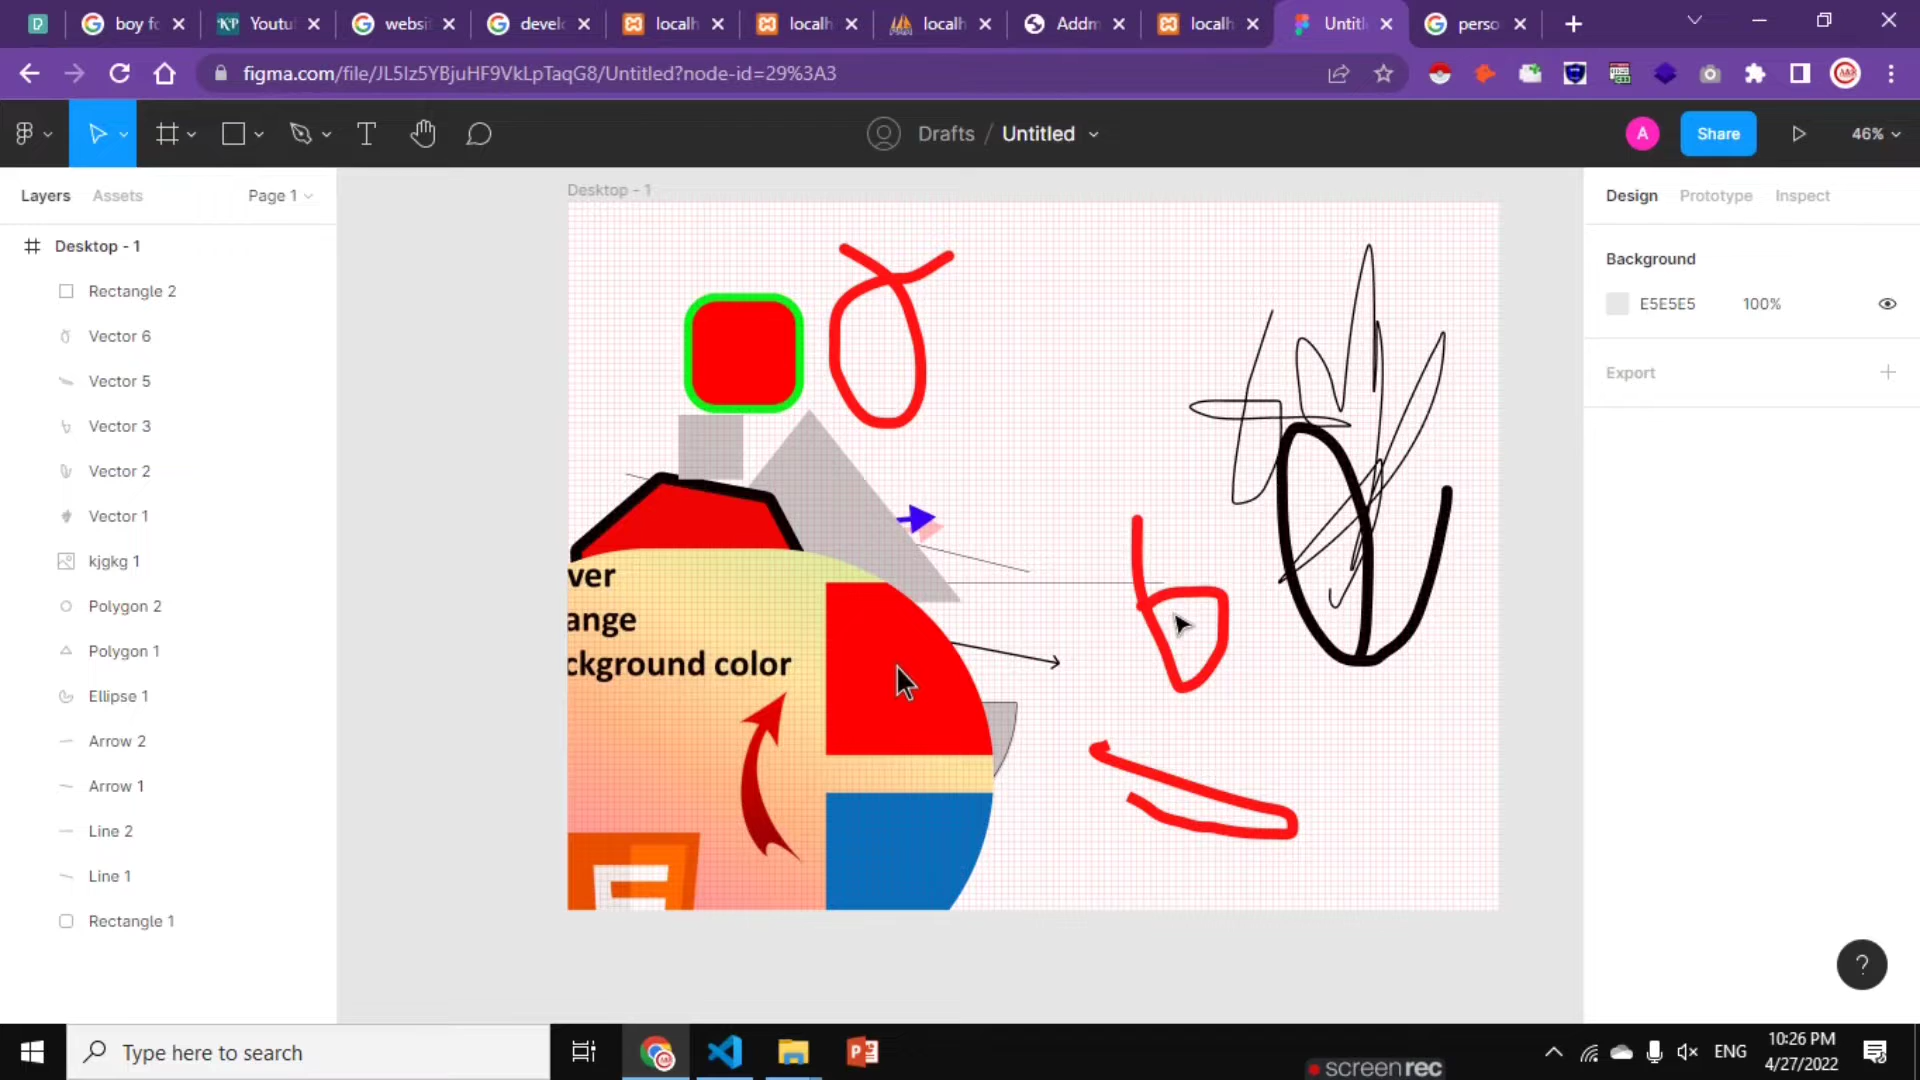 boy fo
Youtu
websi
devel
localh
localh
localh
Addm
localh
Untitl
perso
figma.com/file/JL5lz5YBjuHF9VkLpTaqG8/Untitled?node-id=29%3A3
Drafts / Untitled
A
Share
46%
Layers
Assets
Page 1
Desktop - 1
Rectangle 2
Vector 6
Vector 5
Vector 3
Vector 2
Vector 1
kjgkg 1
Polygon 2
Polygon 1
Ellipse 1
Arrow 2
Arrow 1
Line 2
Line 1
Rectangle 1
Desktop - 1
ver
ange
ckground color
Design
Prototype
Inspect
Background
E5E5E5
100%
Export
?
Type here to search
screenrec
ENG
10:26 PM
4/27/2022